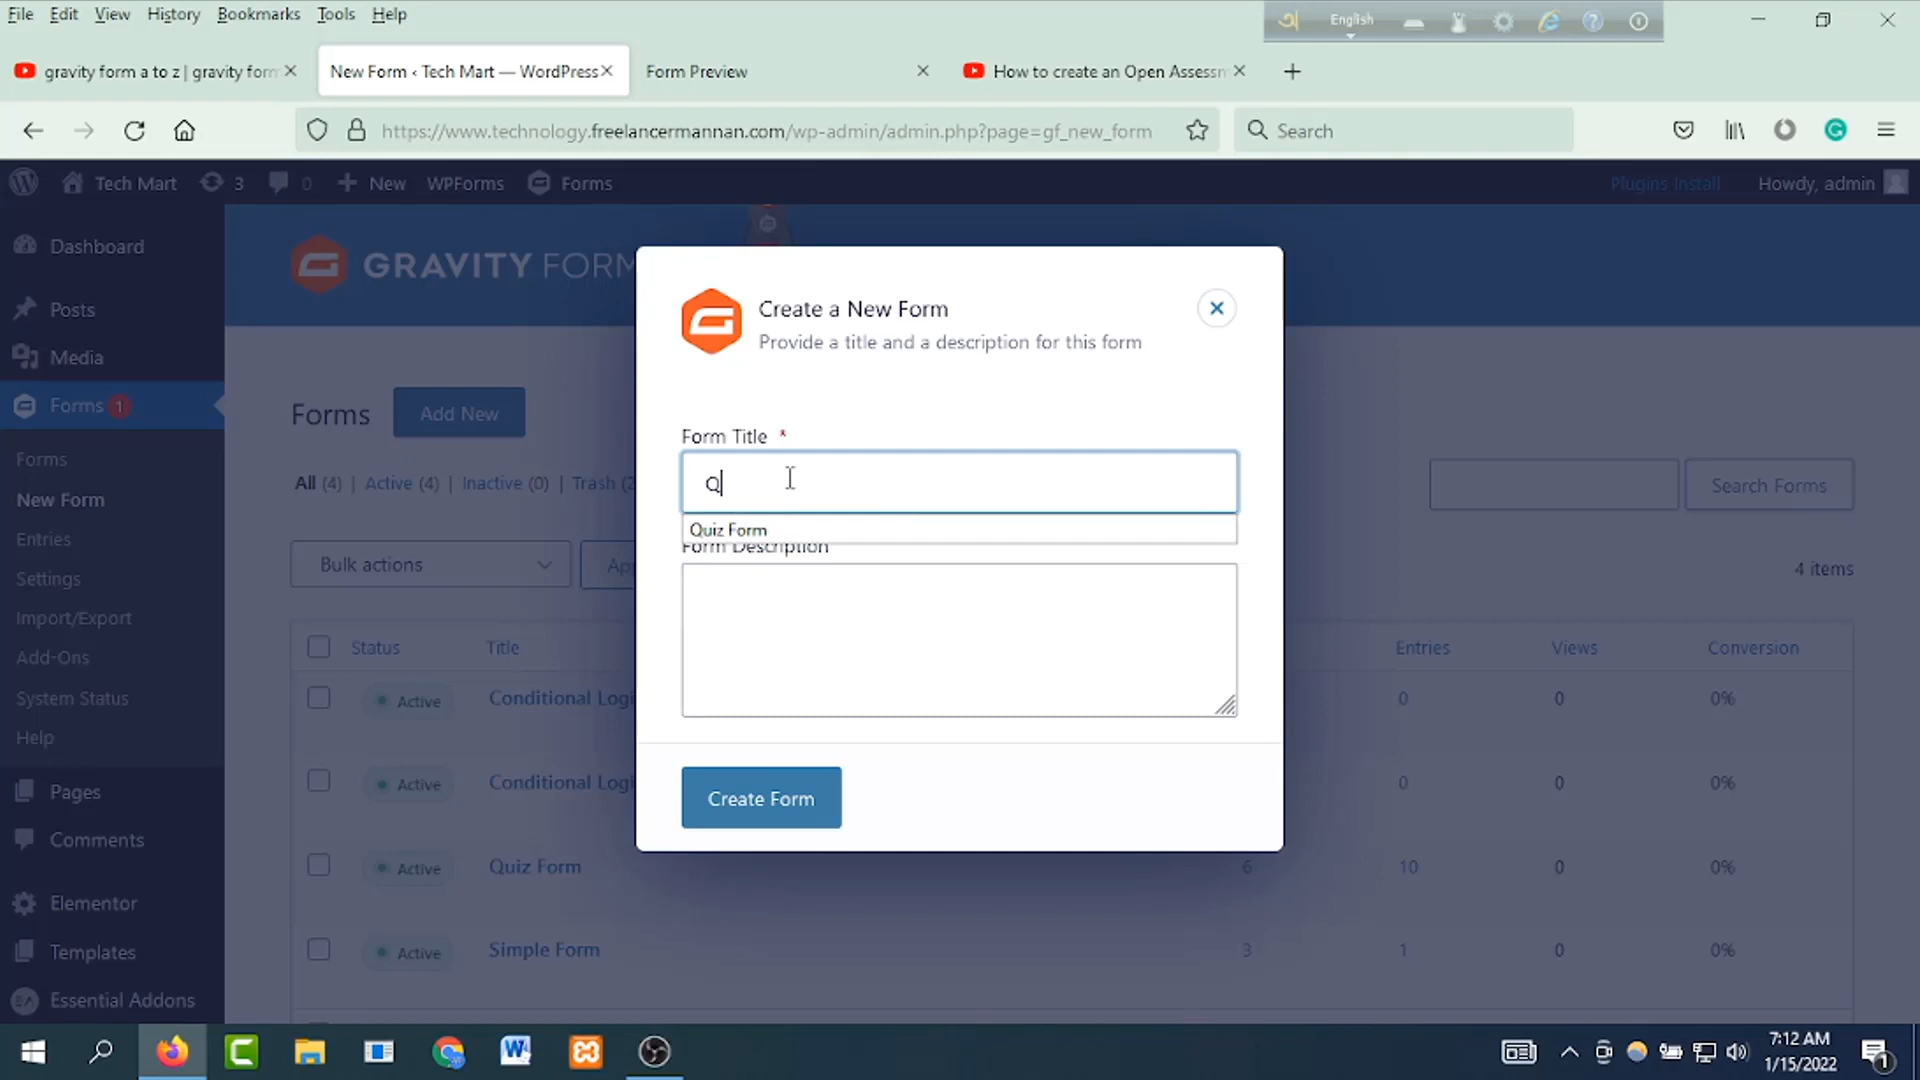 File Edit View History Bookmarks Tools Help
English
gravity form a to z | gravity form
New Form ‹ Tech Mart — WordPress
Form Preview
How to create an Open Assessm
https://www.technology.freelancermannan.com/wp-admin/admin.php?page=gf_new_form
Search
Tech Mart 3 0 New WPForms Forms Plugins Install Howdy, admin
Dashboard
Posts
Media
Forms 1
Forms
New Form
Entries
Settings
Import/Export
Add-Ons
System Status
Help
Pages
Comments
Elementor
Templates
EA Essential Addons
GRAVITY FORM
Forms Add New
All (4) | Active (4) | Inactive (0) | Trash (2
Search Forms
Bulk actions
4 items
Status Title Entries Views Conversion
Active Conditional Logi 0 0 0%
Active Conditional Logi 0 0 0%
Active Quiz Form 6 10 0 0%
Active Simple Form 3 1 0 0%
Create a New Form
Provide a title and a description for this form
Form Title *
Q
Quiz Form
Form Description
Create Form
7:12 AM
1/15/2022
1